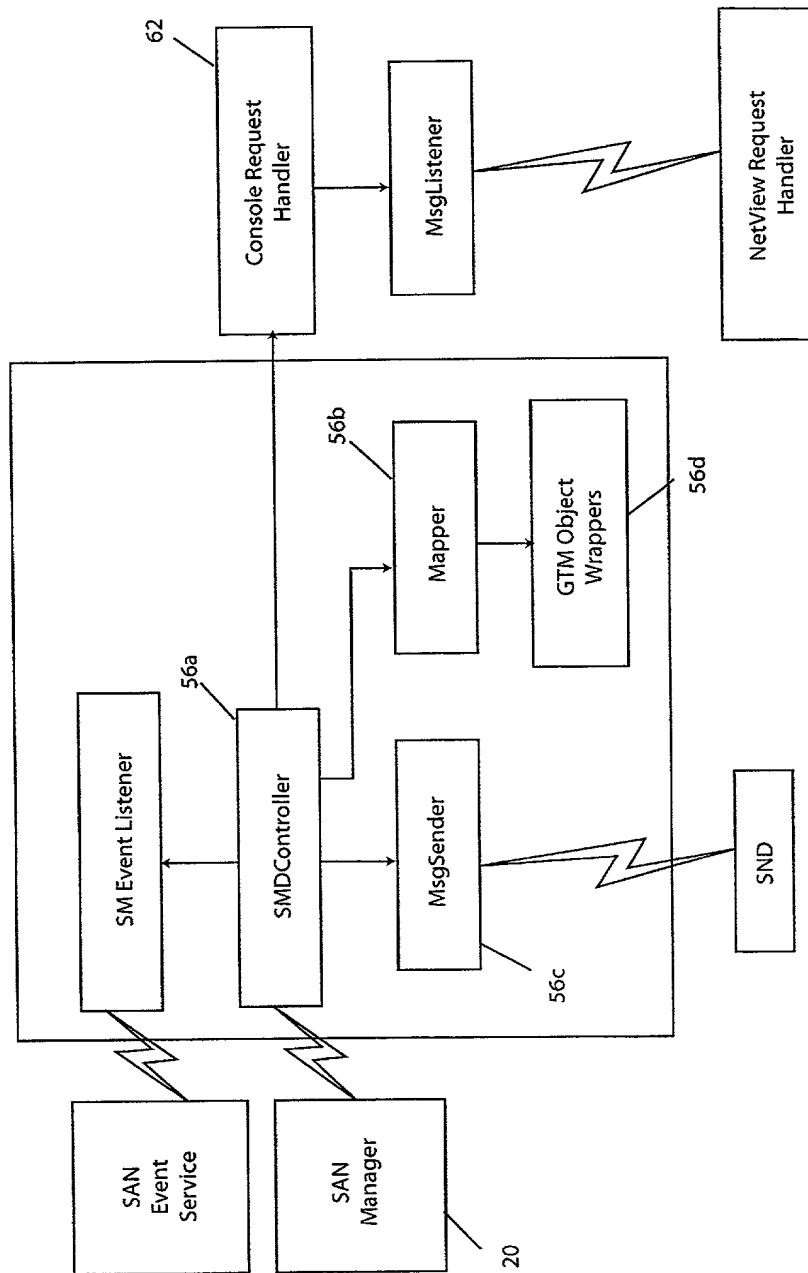 SAN
Event
Service
SAN
Manager
20
SM Event Listener
SMDController
56a
MsgSender
56c
SND
Mapper
56b
GTM Object
Wrappers
56d
Console Request
Handler
62
MsgListener
NetView Request
Handler